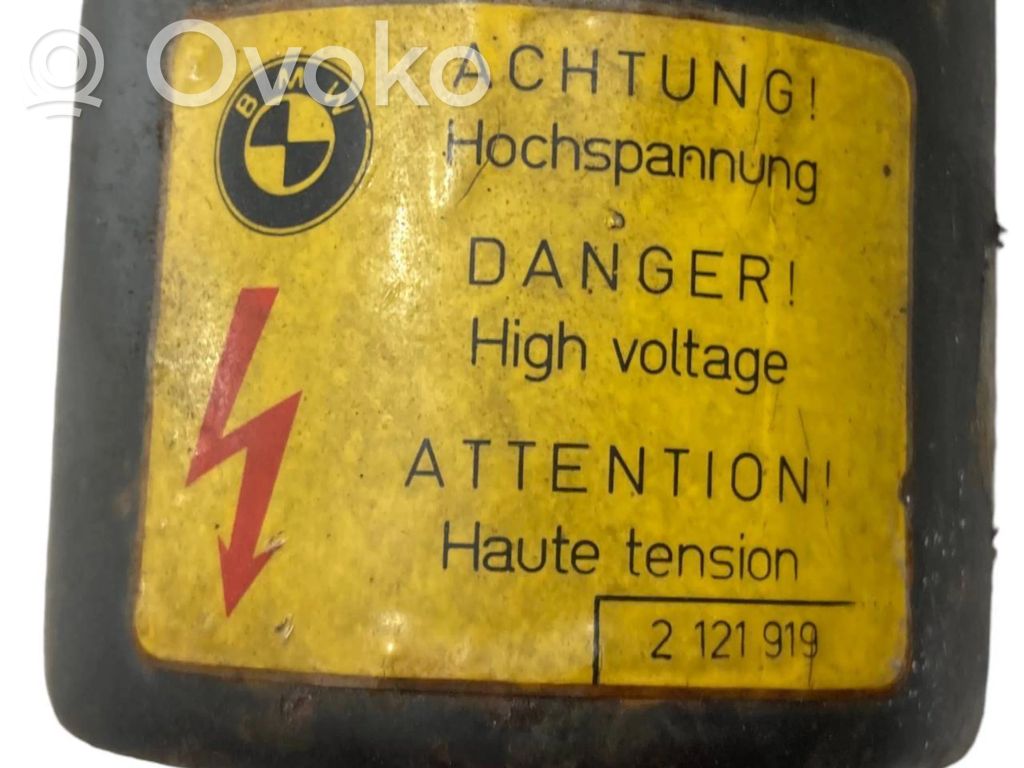 Ovoko
BMW
ACHTUNG!
Hochspannung
DANGER!
High voltage
ATTENTION!
Haute tension
2 121 919